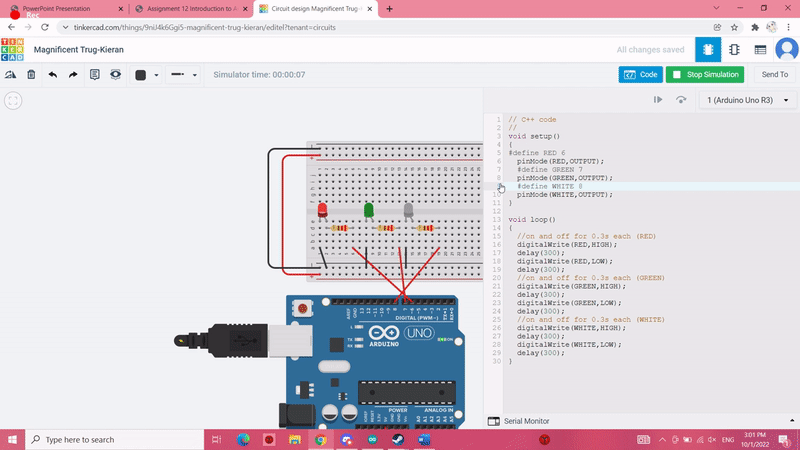 PowerPoint Presentation
Assignment 12 Introduction to A
Circuit design Magnificent Trug-K
Rec
tinkercad.com/things/9niJ4k6Ggi5-magnificent-trug-kieran/editel?tenant=circuits
TIN
KER
CAD
Magnificent Trug-Kieran
All changes saved
Simulator time: 00:00:07
Code
Stop Simulation
Send To
1 (Arduino Uno R3)
1 // C++ code
2 //
3 void setup()
4 {
5 #define RED 6
6 pinMode(RED,OUTPUT);
7 #define GREEN 7
8 pinMode(GREEN,OUTPUT);
#define WHITE 8
10 pinMode(WHITE,OUTPUT);
11 }
12
13 void loop()
14 {
15 //on and off for 0.3s each (RED)
16 digitalWrite(RED,HIGH);
17 delay(300);
18 digitalWrite(RED,LOW);
19 delay(300);
20 //on and off for 0.3s each (GREEN)
21 digitalWrite(GREEN,HIGH);
22 delay(300);
23 digitalWrite(GREEN,LOW);
24 delay(300);
25 //on and off for 0.3s each (WHITE)
26 digitalWrite(WHITE,HIGH);
27 delay(300);
28 digitalWrite(WHITE,LOW);
29 delay(300);
30 }
DIGITAL (PWM~)
UNO
ARDUINO
L
TX
RX
ON
POWER
ANALOG IN
Serial Monitor
Type here to search
ENG
3:01 PM
10/1/2022